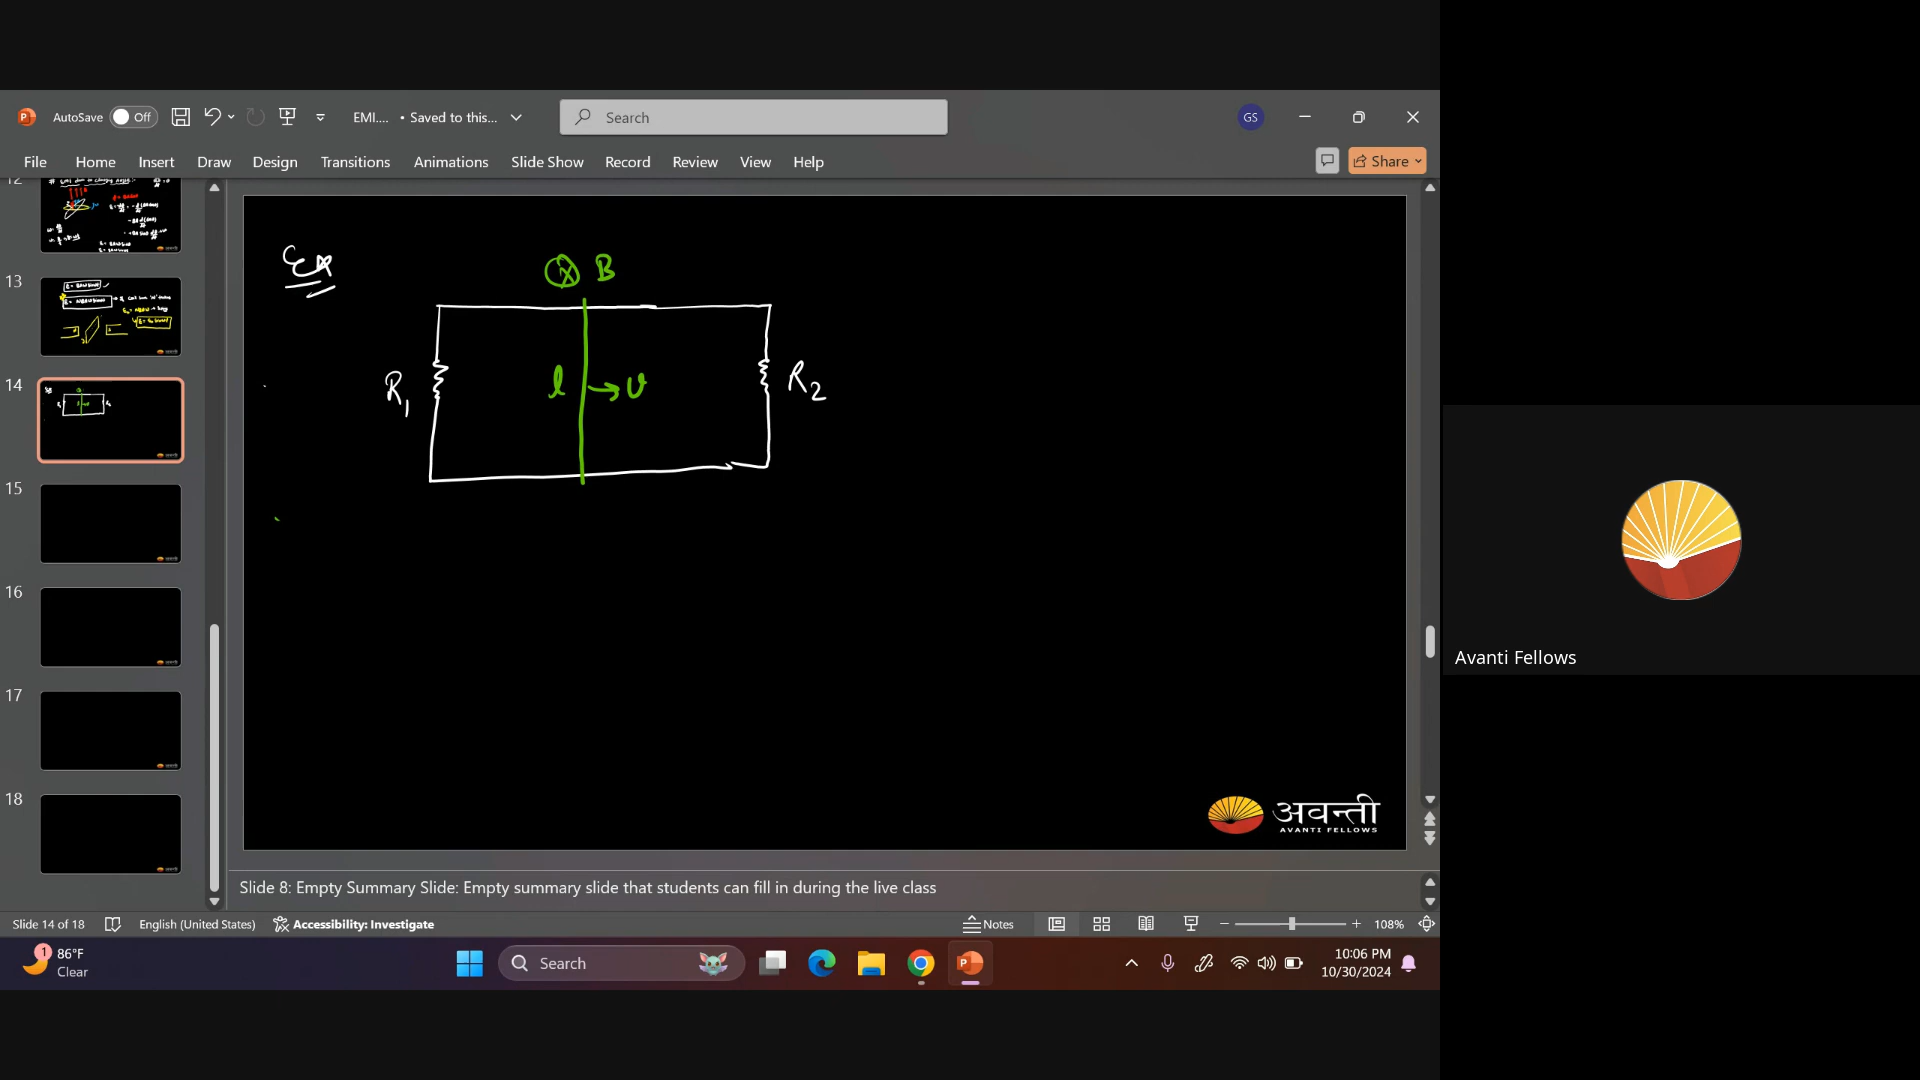 AutoSave Off EMI.... • Saved to this... Search GS
File Home Insert Draw Design Transitions Animations Slide Show Record Review View Help Share
12
13
14
15
16
17
18
Ex
B
R1 l v R2
अवन्ती
AVANTI FELLOWS
Avanti Fellows
Slide 8: Empty Summary Slide: Empty summary slide that students can fill in during the live class
Slide 14 of 18 English (United States) Accessibility: Investigate Notes 108%
1 86°F
Clear
Search
10:06 PM
10/30/2024